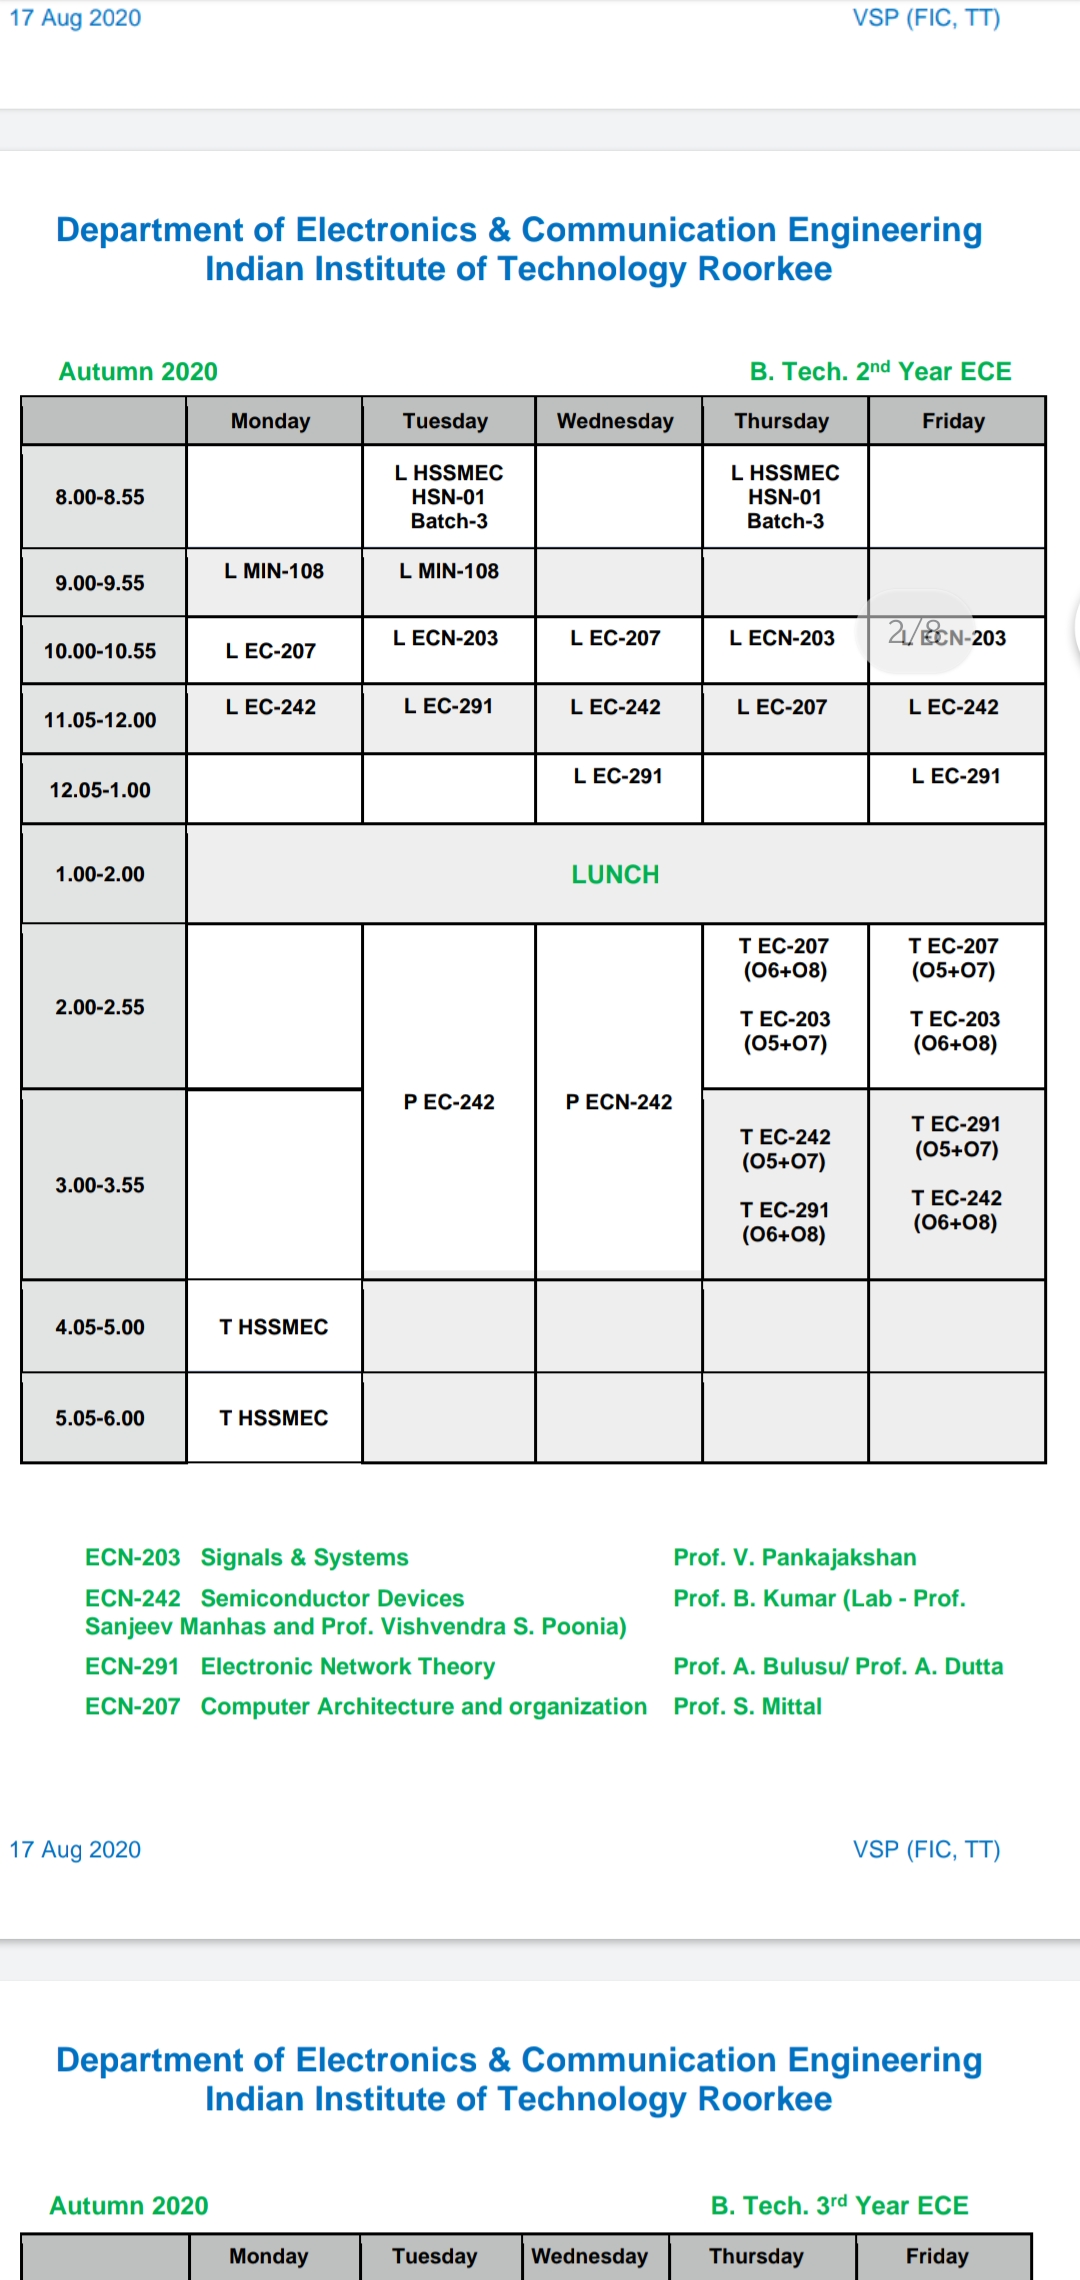 17 Aug 2020 VSP (FIC, TT)
Department of Electronics & Communication Engineering
Indian Institute of Technology Roorkee
Autumn 2020 B. Tech. 2nd Year ECE
Monday Tuesday Wednesday Thursday Friday
8.00-8.55 L HSSMEC HSN-01 Batch-3 L HSSMEC HSN-01 Batch-3
9.00-9.55 L MIN-108 L MIN-108
10.00-10.55 L EC-207 L ECN-203 L EC-207 L ECN-203 L ECN-203
2/8
11.05-12.00 L EC-242 L EC-291 L EC-242 L EC-207 L EC-242
12.05-1.00 L EC-291 L EC-291
1.00-2.00 LUNCH
2.00-2.55 T EC-207 (O6+O8) T EC-203 (O5+O7) T EC-207 (O5+O7) T EC-203 (O6+O8)
P EC-242 P ECN-242
3.00-3.55 T EC-242 (O5+O7) T EC-291 (O6+O8) T EC-291 (O5+O7) T EC-242 (O6+O8)
4.05-5.00 T HSSMEC
5.05-6.00 T HSSMEC
ECN-203 Signals & Systems Prof. V. Pankajakshan
ECN-242 Semiconductor Devices Prof. B. Kumar (Lab - Prof.
Sanjeev Manhas and Prof. Vishvendra S. Poonia)
ECN-291 Electronic Network Theory Prof. A. Bulusu/ Prof. A. Dutta
ECN-207 Computer Architecture and organization Prof. S. Mittal
17 Aug 2020 VSP (FIC, TT)
Department of Electronics & Communication Engineering
Indian Institute of Technology Roorkee
Autumn 2020 B. Tech. 3rd Year ECE
Monday Tuesday Wednesday Thursday Friday